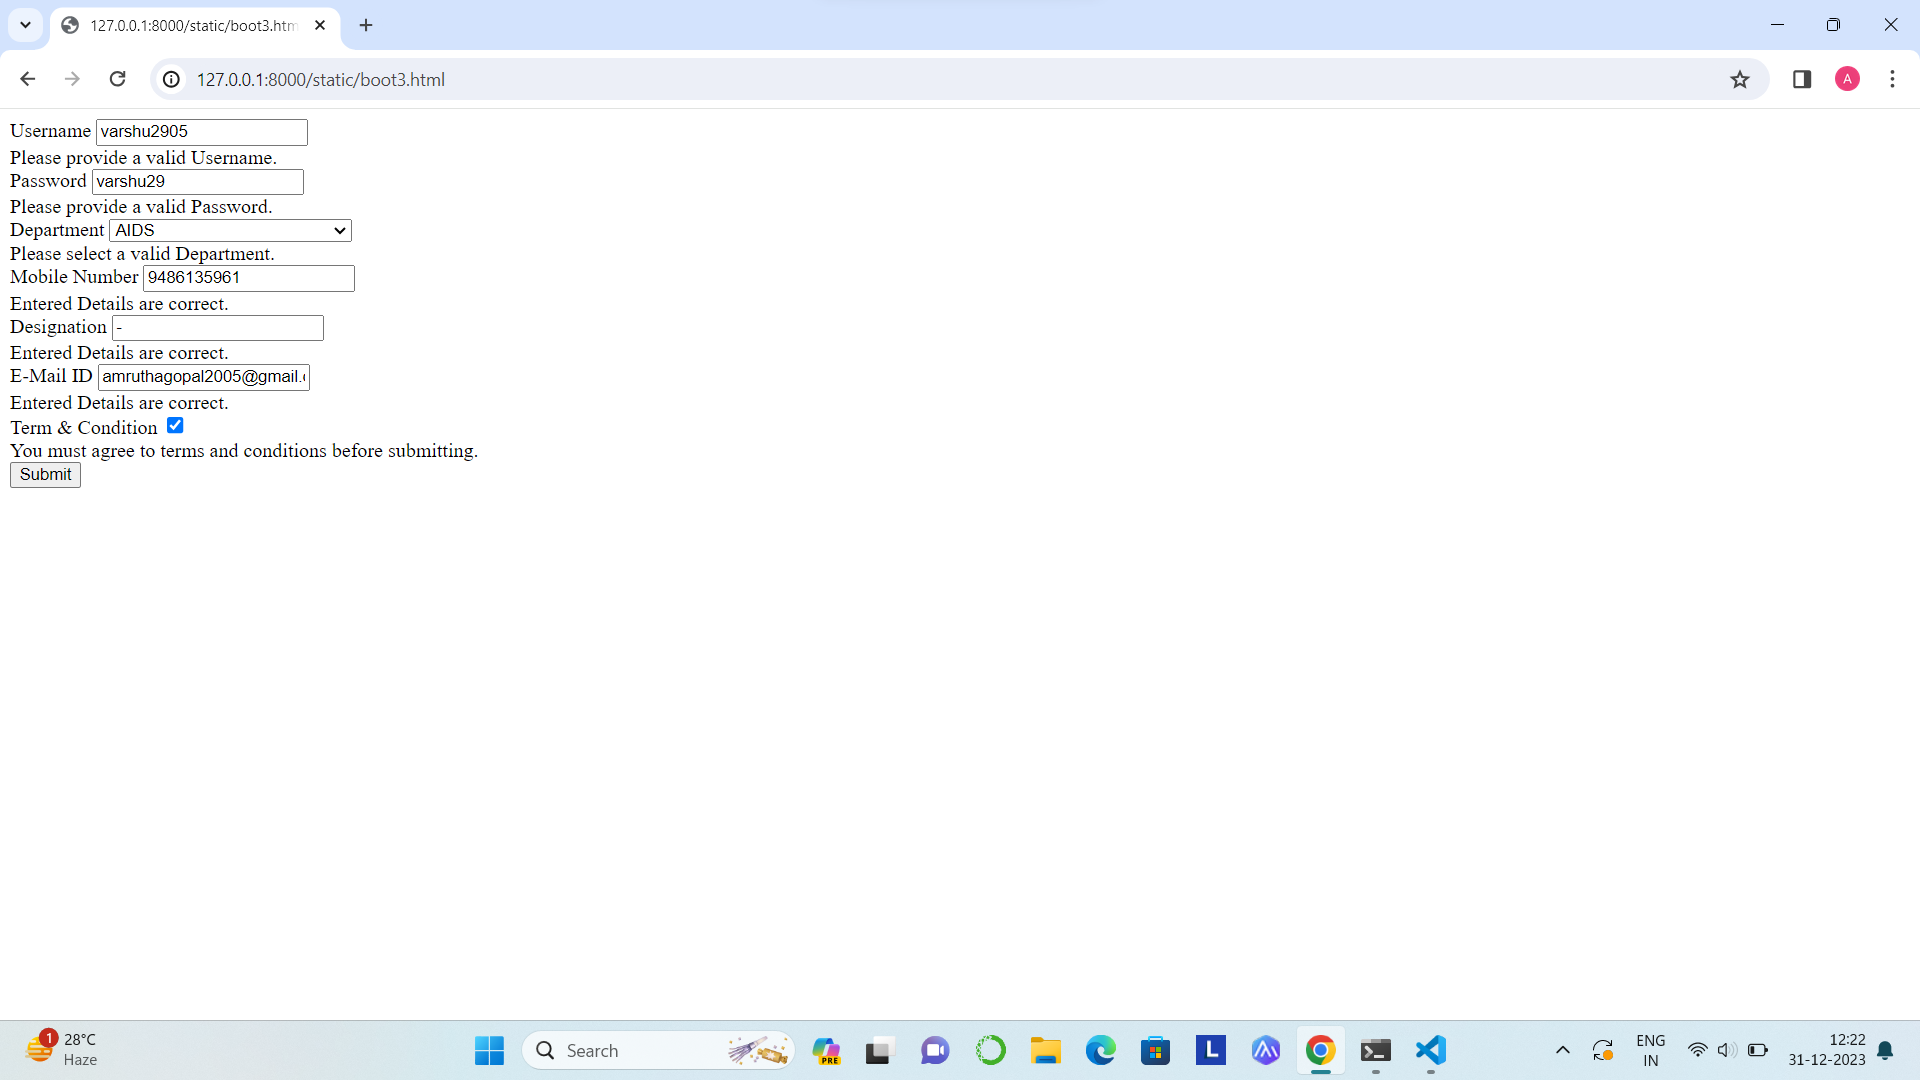 127.0.0.1:8000/static/boot3.htm
127.0.0.1:8000/static/boot3.html
A
Username varshu2905
Please provide a valid Username.
Password varshu29
Please provide a valid Password.
Department AIDS
Please select a valid Department.
Mobile Number 9486135961
Entered Details are correct.
Designation -
Entered Details are correct.
E-Mail ID amruthagopal2005@gmail.
Entered Details are correct.
Term & Condition
You must agree to terms and conditions before submitting.
Submit
1
28°C
Haze
Search
PRE
L
ENG
IN
12:22
31-12-2023